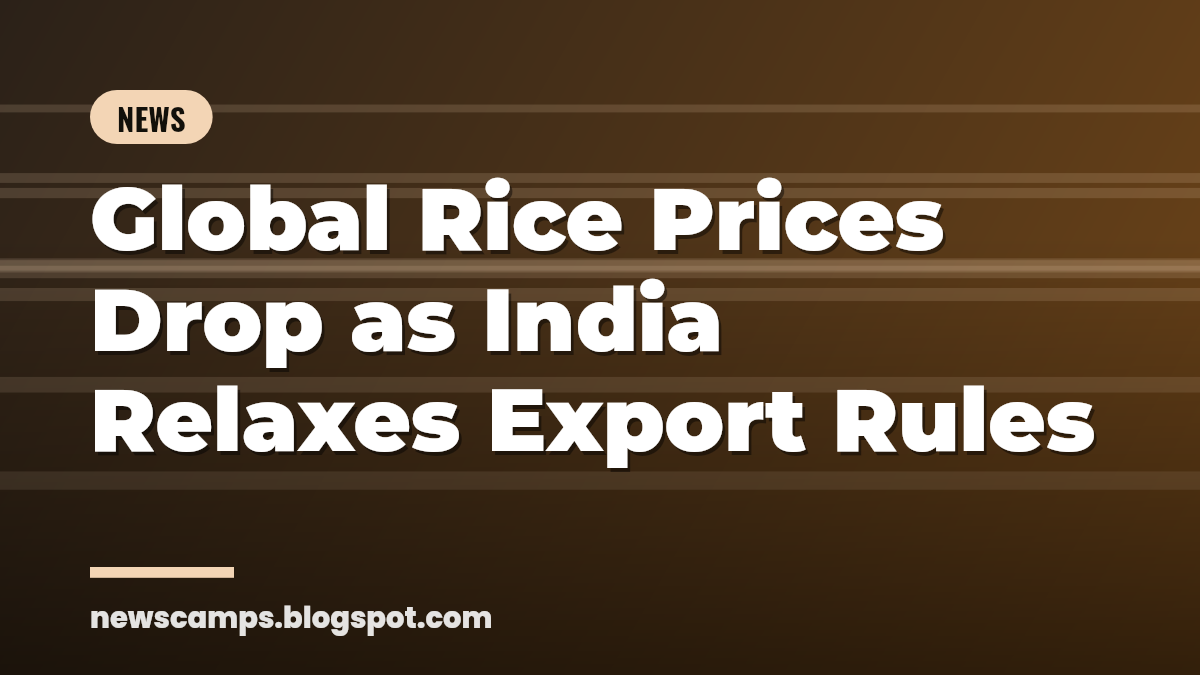 NEWS
Global Rice Prices
Drop as India
Relaxes Export Rules
newscamps.blogspot.com